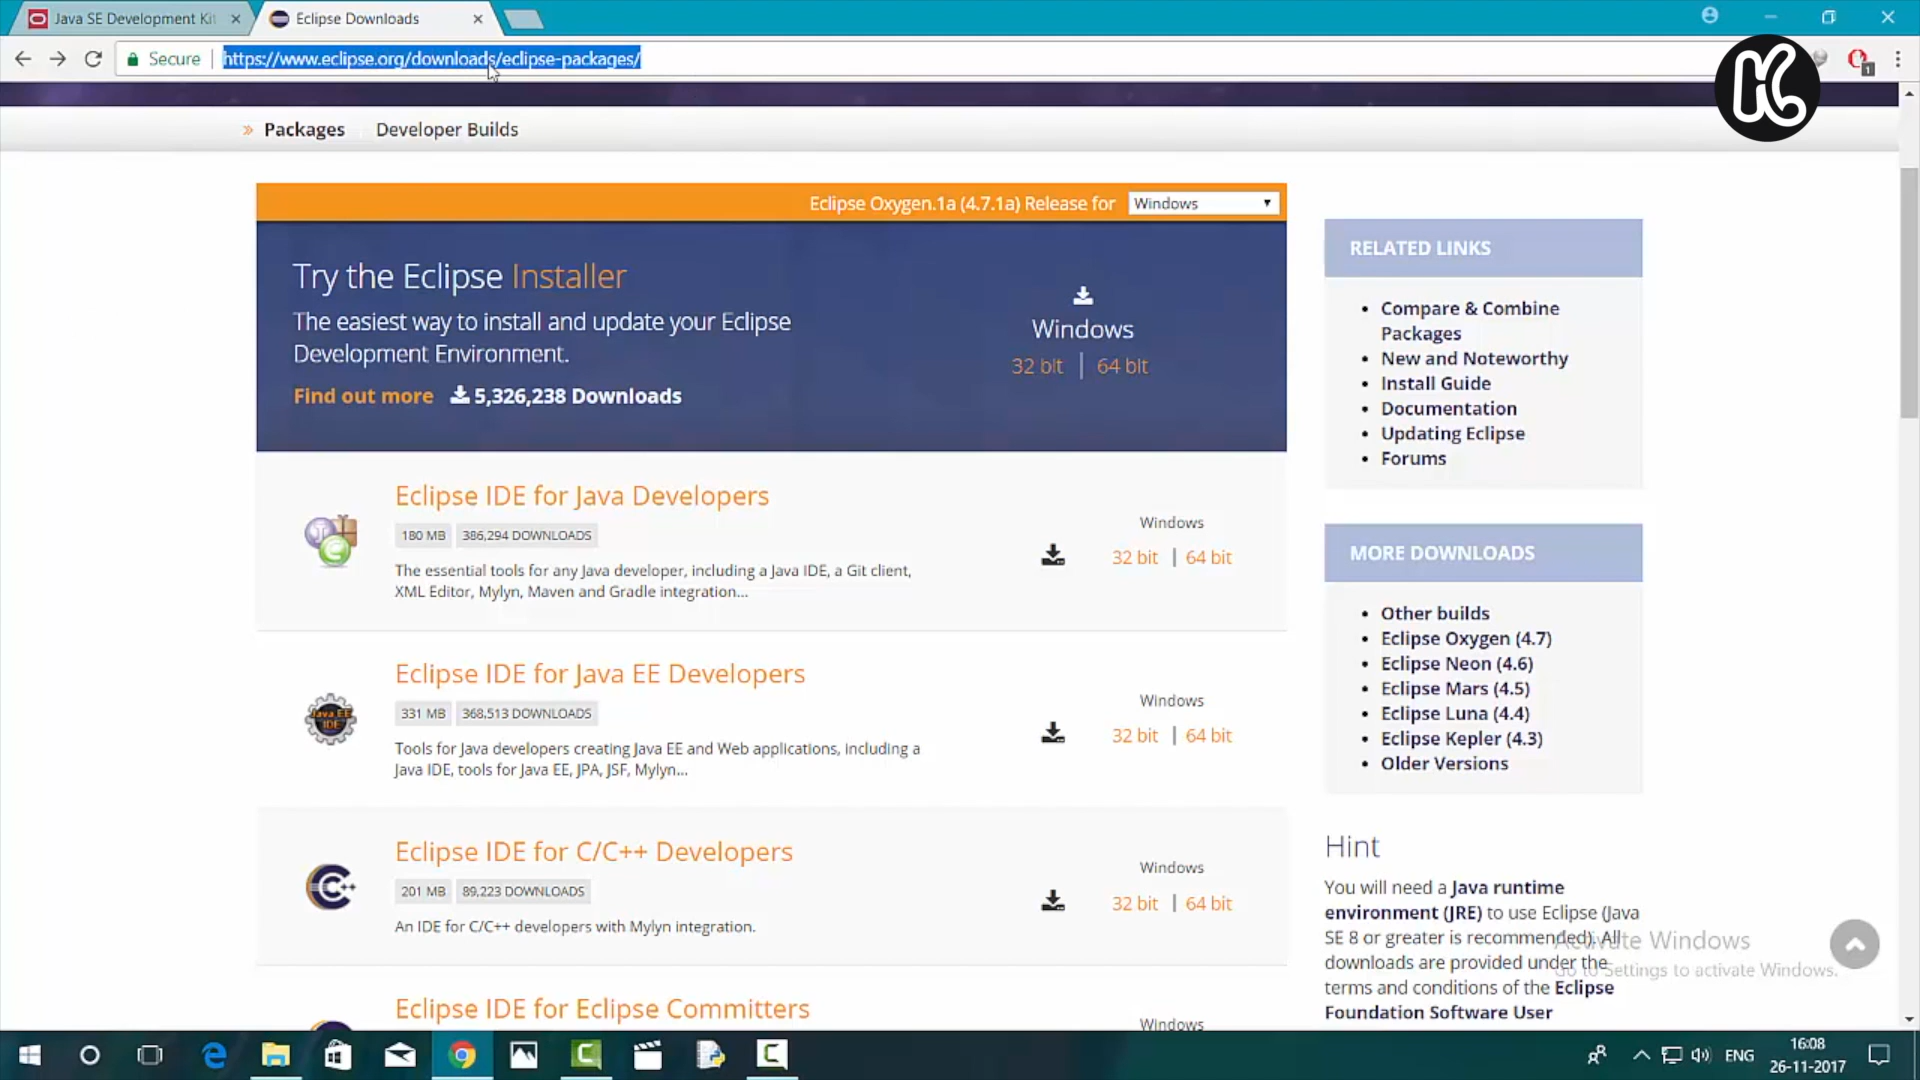 Java SE Development Kit
Eclipse Downloads
Secure
https://www.eclipse.org/downloads/eclipse-packages/
1
Packages
Developer Builds
Eclipse Oxygen.1a (4.7.1a) Release for
Windows
Try the Eclipse Installer
The easiest way to install and update your Eclipse
Development Environment.
Find out more
5,326,238 Downloads
Windows
32 bit | 64 bit
Eclipse IDE for Java Developers
180 MB
386,294 DOWNLOADS
The essential tools for any Java developer, including a Java IDE, a Git client,
XML Editor, Mylyn, Maven and Gradle integration...
Windows
32 bit | 64 bit
Java EE
IDE
Eclipse IDE for Java EE Developers
331 MB
368,513 DOWNLOADS
Tools for Java developers creating Java EE and Web applications, including a
Java IDE, tools for Java EE, JPA, JSF, Mylyn...
Windows
32 bit | 64 bit
C++
Eclipse IDE for C/C++ Developers
201 MB
89,223 DOWNLOADS
An IDE for C/C++ developers with Mylyn integration.
Windows
32 bit | 64 bit
Eclipse IDE for Eclipse Committers
Windows
RELATED LINKS
Compare & Combine
Packages
New and Noteworthy
Install Guide
Documentation
Updating Eclipse
Forums
MORE DOWNLOADS
Other builds
Eclipse Oxygen (4.7)
Eclipse Neon (4.6)
Eclipse Mars (4.5)
Eclipse Luna (4.4)
Eclipse Kepler (4.3)
Older Versions
Hint
You will need a Java runtime
environment (JRE) to use Eclipse (Java
SE 8 or greater is recommended). All
downloads are provided under the
terms and conditions of the Eclipse
Foundation Software User
Activate Windows
Go to Settings to activate Windows.
ENG
16:08
26-11-2017